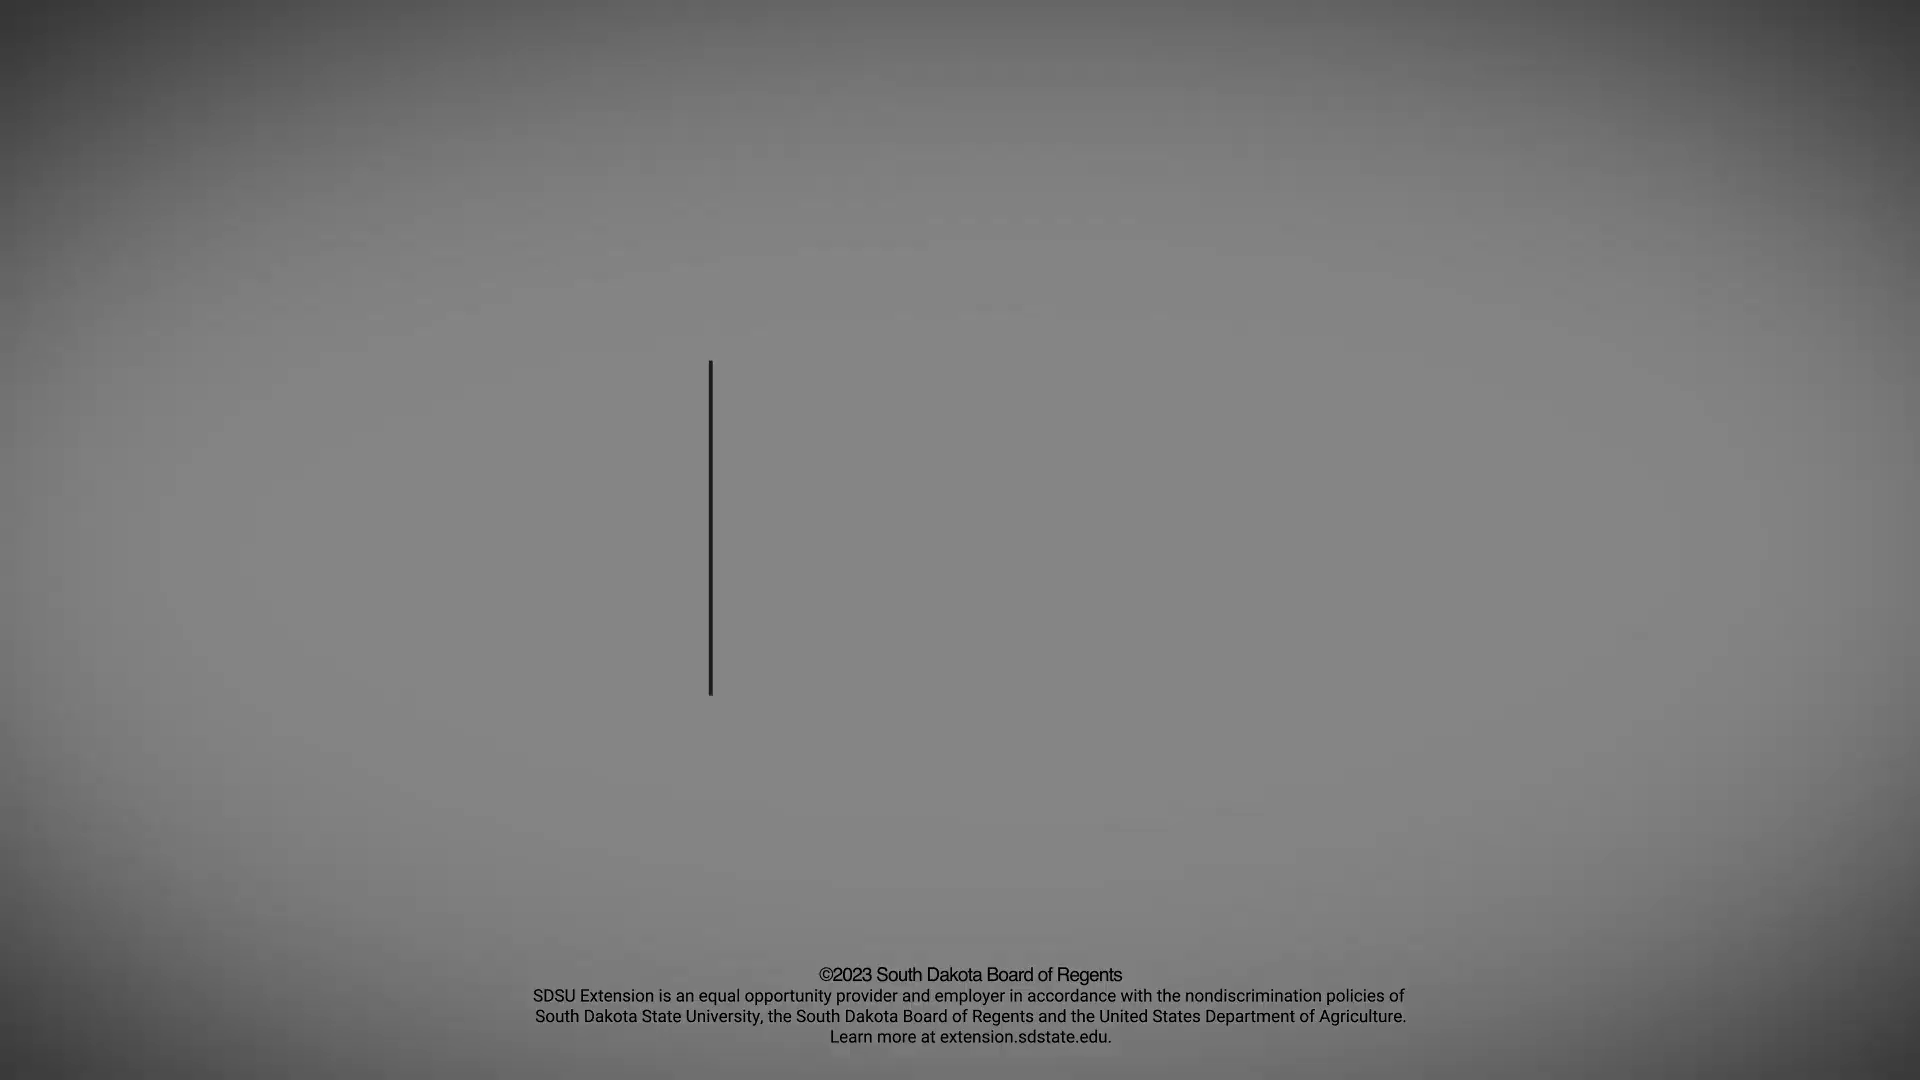 ©2023 South Dakota Board of Regents
SDSU Extension is an equal opportunity provider and employer in accordance with the nondiscrimination policies of
South Dakota State University, the South Dakota Board of Regents and the United States Department of Agriculture.
Learn more at extension.sdstate.edu.